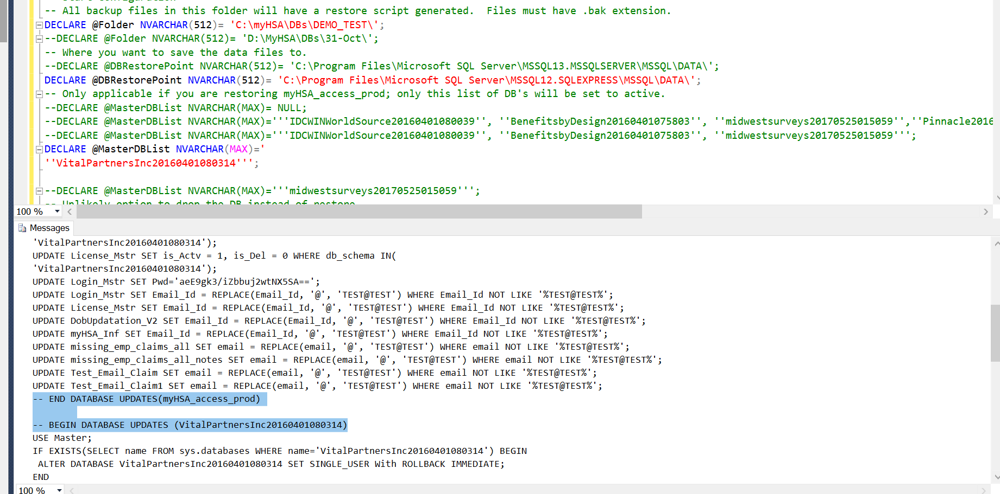 -- All backup files in this folder will have a restore script generated.  Files must have .bak extension.
DECLARE @Folder NVARCHAR(512)= 'C:\myHSA\DBs\DEMO_TEST\';
--DECLARE @Folder NVARCHAR(512)= 'D:\MyHSA\DBs\31-Oct\';
-- Where you want to save the data files to.
--DECLARE @DBRestorePoint NVARCHAR(512)= 'C:\Program Files\Microsoft SQL Server\MSSQL13.MSSQLSERVER\MSSQL\DATA\';
DECLARE @DBRestorePoint NVARCHAR(512)= 'C:\Program Files\Microsoft SQL Server\MSSQL12.SQLEXPRESS\MSSQL\DATA\';
-- Only applicable if you are restoring myHSA_access_prod; only this list of DB's will be set to active.
--DECLARE @MasterDBList NVARCHAR(MAX)= NULL;
--DECLARE @MasterDBList NVARCHAR(MAX)='''IDCWINWorldSource20160401080039'', ''BenefitsbyDesign20160401075803'', ''midwestsurveys20170525015059'',''Pinnacle2016
--DECLARE @MasterDBList NVARCHAR(MAX)='''IDCWINWorldSource20160401080039'', ''BenefitsbyDesign20160401075803'', ''midwestsurveys20170525015059''';
DECLARE @MasterDBList NVARCHAR(MAX)='
''VitalPartnersInc20160401080314''';
--DECLARE @MasterDBList NVARCHAR(MAX)='''midwestsurveys20170525015059''';
-- Unlikely option to drop the DB instead of restore
100 %
Messages
'VitalPartnersInc20160401080314');
UPDATE License_Mstr SET is_Actv = 1, is_Del = 0 WHERE db_schema IN(
'VitalPartnersInc20160401080314');
UPDATE Login_Mstr SET Pwd='aeE9gk3/iZbbuj2wtNX5SA==';
UPDATE Login_Mstr SET Email_Id = REPLACE(Email_Id, '@', 'TEST@TEST') WHERE Email_Id NOT LIKE '%TEST@TEST%';
UPDATE License_Mstr SET Email_Id = REPLACE(Email_Id, '@', 'TEST@TEST') WHERE Email_Id NOT LIKE '%TEST@TEST%';
UPDATE DobUpdatation_V2 SET Email_Id = REPLACE(Email_Id, '@', 'TEST@TEST') WHERE Email_Id NOT LIKE '%TEST@TEST%';
UPDATE myHSA_Inf SET Email_Id = REPLACE(Email_Id, '@', 'TEST@TEST') WHERE Email_Id NOT LIKE '%TEST@TEST%';
UPDATE missing_emp_claims_all SET email = REPLACE(email, '@', 'TEST@TEST') WHERE email NOT LIKE '%TEST@TEST%';
UPDATE missing_emp_claims_all_notes SET email = REPLACE(email, '@', 'TEST@TEST') WHERE email NOT LIKE '%TEST@TEST%';
UPDATE Test_Email_Claim SET email = REPLACE(email, '@', 'TEST@TEST') WHERE email NOT LIKE '%TEST@TEST%';
UPDATE Test_Email_Claim1 SET email = REPLACE(email, '@', 'TEST@TEST') WHERE email NOT LIKE '%TEST@TEST%';
-- END DATABASE UPDATES(myHSA_access_prod)
-- BEGIN DATABASE UPDATES (VitalPartnersInc20160401080314)
USE Master;
IF EXISTS(SELECT name FROM sys.databases WHERE name='VitalPartnersInc20160401080314') BEGIN
 ALTER DATABASE VitalPartnersInc20160401080314 SET SINGLE_USER With ROLLBACK IMMEDIATE;
END
100 %